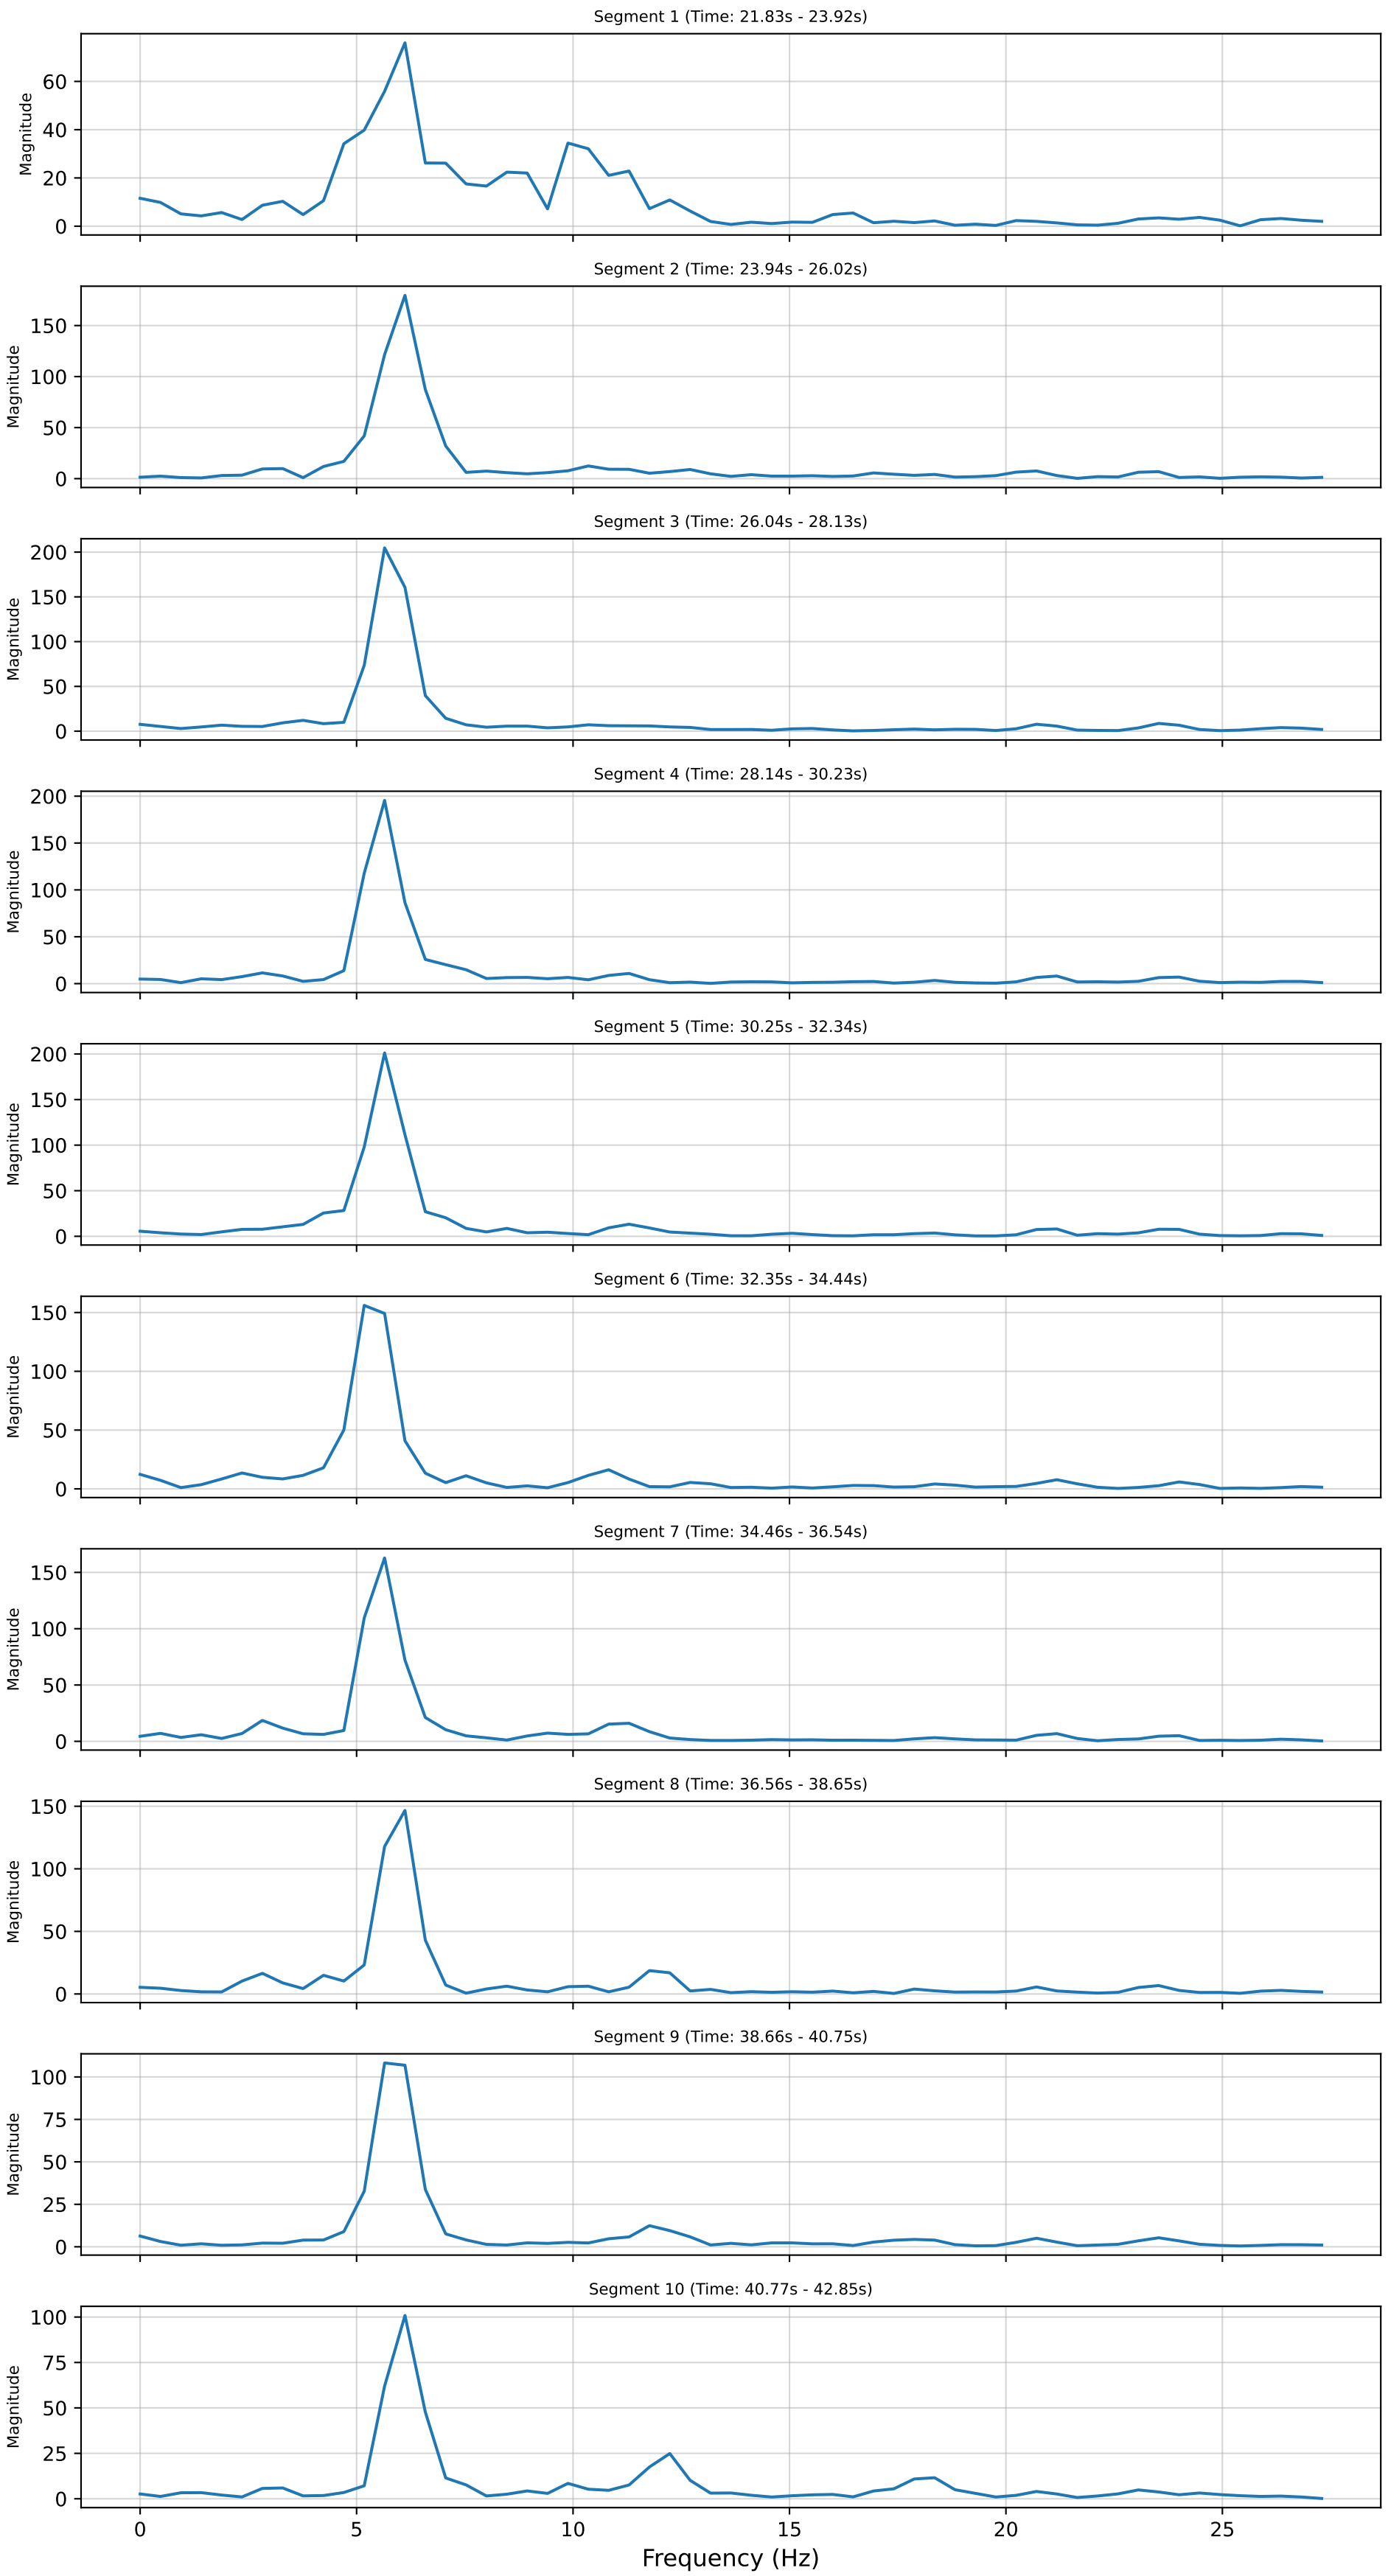 Segment 1 (Time: 21.83s - 23.92s)
60
40
20
0
Magnitude
Segment 2 (Time: 23.94s - 26.02s)
150
100
50
0
Magnitude
Segment 3 (Time: 26.04s - 28.13s)
200
150
100
50
0
Magnitude
Segment 4 (Time: 28.14s - 30.23s)
200
150
100
50
0
Magnitude
Segment 5 (Time: 30.25s - 32.34s)
200
150
100
50
0
Magnitude
Segment 6 (Time: 32.35s - 34.44s)
150
100
50
0
Magnitude
Segment 7 (Time: 34.46s - 36.54s)
150
100
50
0
Magnitude
Segment 8 (Time: 36.56s - 38.65s)
150
100
50
0
Magnitude
Segment 9 (Time: 38.66s - 40.75s)
100
75
50
25
0
Magnitude
Segment 10 (Time: 40.77s - 42.85s)
100
75
50
25
0
Magnitude
0 5 10 15 20 25
Frequency (Hz)